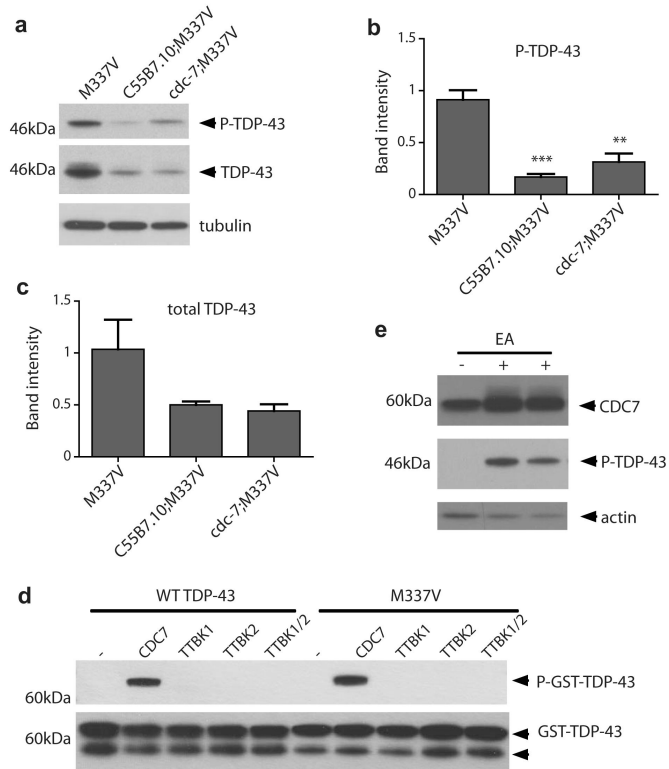 a
M337V
C55B7.10;M337V
cdc-7;M337V
46kDa
P-TDP-43
46kDa
TDP-43
tubulin
b
P-TDP-43
Band intensity
1.5
1
0.5
0
***
**
M337V
C55B7.10;M337V
cdc-7;M337V
c
total TDP-43
Band intensity
1.5
1
0.5
0
M337V
C55B7.10;M337V
cdc-7;M337V
e
EA
- + +
60kDa
CDC7
46kDa
P-TDP-43
actin
d
WT TDP-43
M337V
- CDC7 TTBK1 TTBK2 TTBK1/2 - CDC7 TTBK1 TTBK2 TTBK1/2
60kDa
P-GST-TDP-43
60kDa
GST-TDP-43